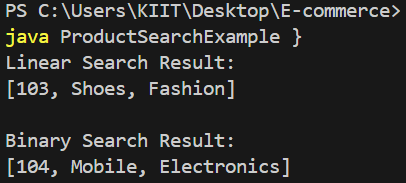 PS C:\Users\KIIT\Desktop\E-commerce>
java ProductSearchExample }
Linear Search Result:
[103, Shoes, Fashion]

Binary Search Result:
[104, Mobile, Electronics]